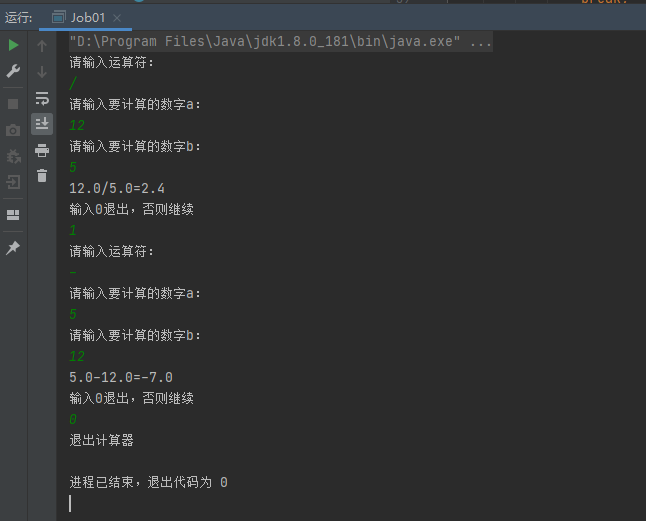 break;
运行: Job01 ×
"D:\Program Files\Java\jdk1.8.0_181\bin\java.exe" ...
请输入运算符:
/
请输入要计算的数字a:
12
请输入要计算的数字b:
5
12.0/5.0=2.4
输入0退出，否则继续
1
请输入运算符:
-
请输入要计算的数字a:
5
请输入要计算的数字b:
12
5.0-12.0=-7.0
输入0退出，否则继续
0
退出计算器
进程已结束，退出代码为 0